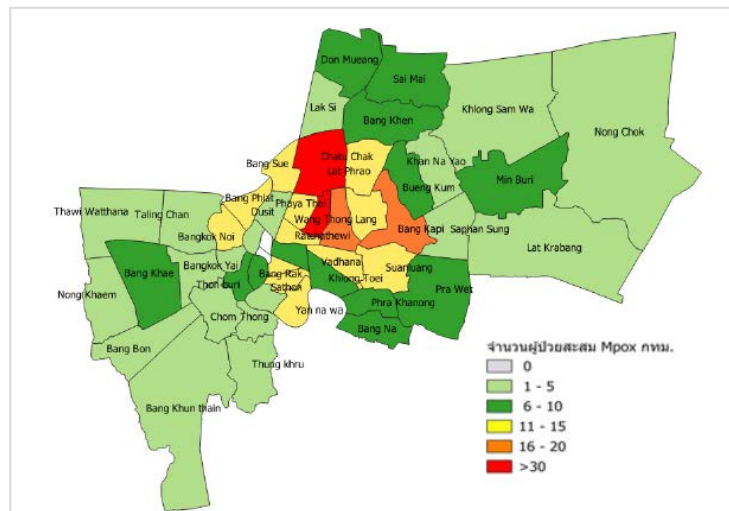 Don Mueang
Sai Mai
Lak Si
Bang Khen
Khlong Sam Wa
Nong Chok
Bang Sue
Chatu Chak
Lat Phrao
Khan Na Yao
Bueng Kum
Min Buri
Bang Phlat
Phaya Thai
Dusit
Thawi Watthana
Taling Chan
Wang Thong Lang
Bangkok Noi
Ratchathewi
Bang Kapi
Saphan Sung
Lat Krabang
Bang Khae
Bangkok Yai
Bang Rak
Vadhana
Suanluang
Nong Khaem
Thon buri
Sathon
Khlong Toei
Pra Wet
Chom Thong
Yan na wa
Phra Khanong
Bang Na
Bang Bon
Thung khru
Bang Khun thain
จำนวนผู้ป่วยสะสม Mpox กทม.
0
1 - 5
6 - 10
11 - 15
16 - 20
>30